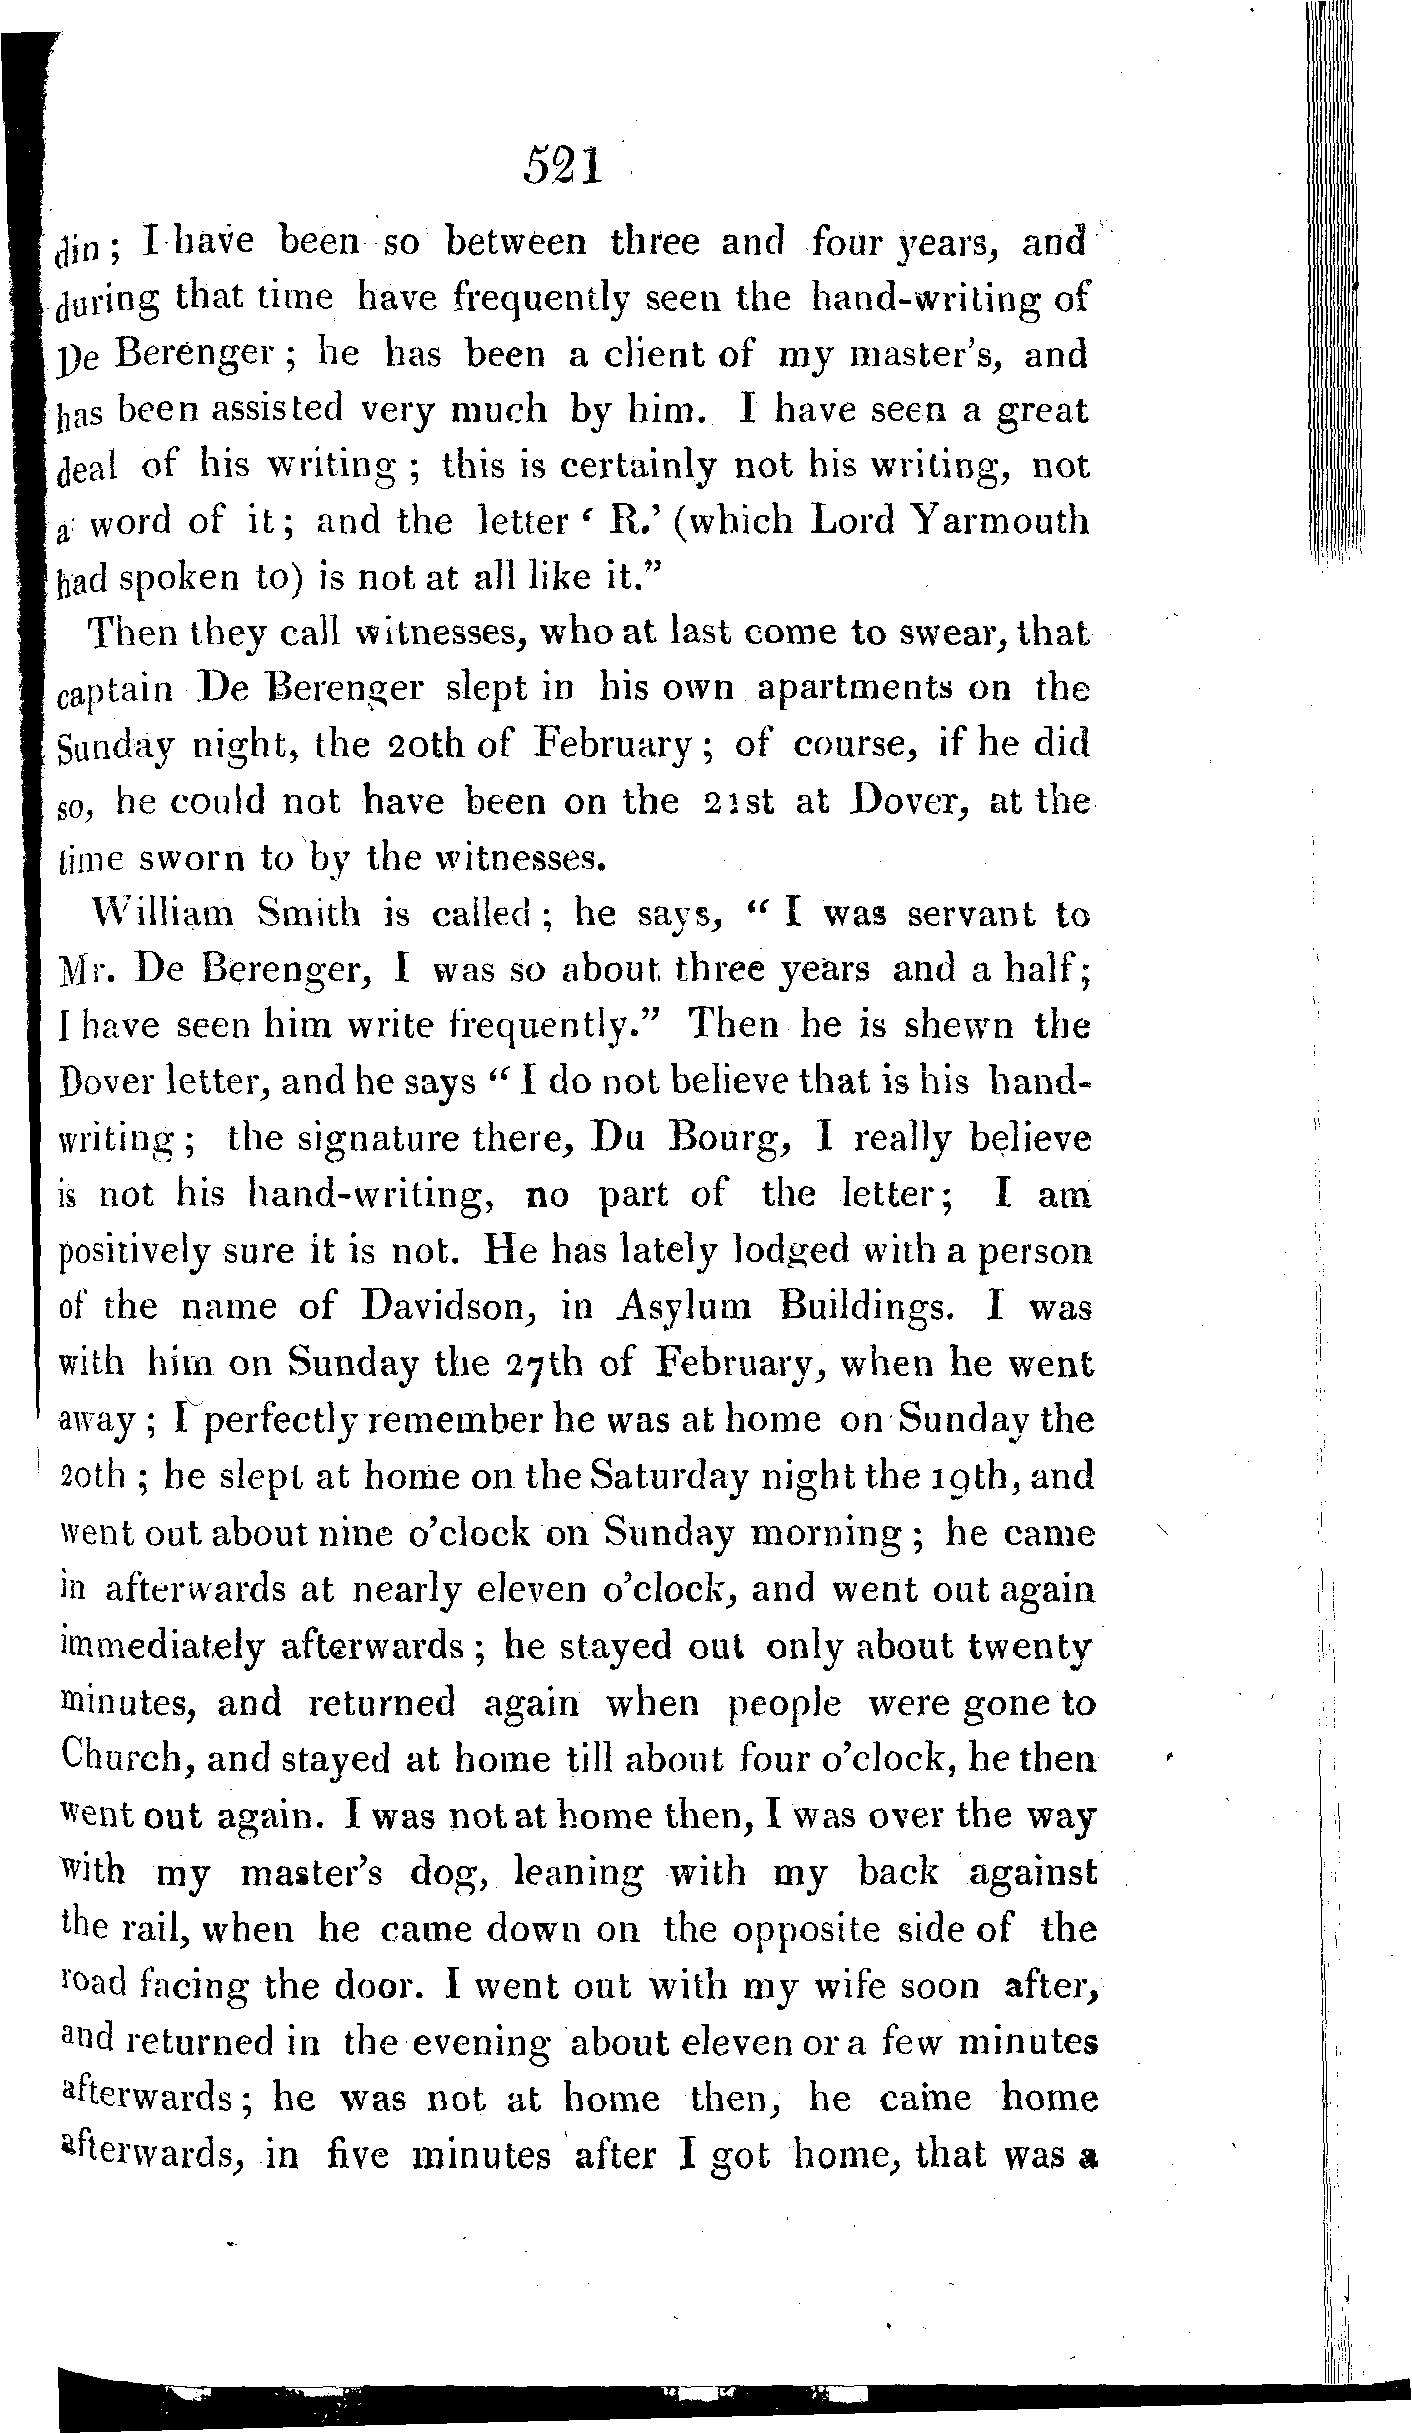 521
din; I have been so between three and four years, and
during that time have frequently seen the hand-writing of
De Berenger; he has been a client of my master's, and
has been assisted very much by him. I have seen a great
deal of his writing; this is certainly not his writing, not
a word of it; and the letter ‘R.’ (which Lord Yarmouth
had spoken to) is not at all like it.”
Then they call witnesses, who at last come to swear, that
captain De Berenger slept in his own apartments on the
Sunday night, the 20th of February; of course, if he did
so, he could not have been on the 21st at Dover, at the
time sworn to by the witnesses.
William Smith is called; he says, “I was servant to
Mr. De Berenger, I was so about three years and a half;
I have seen him write frequently.” Then he is shewn the
Dover letter, and he says “I do not believe that is his hand-
writing; the signature there, Du Bourg, I really believe
is not his hand-writing, no part of the letter; I am
positively sure it is not. He has lately lodged with a person
of the name of Davidson, in Asylum Buildings. I was
with him on Sunday the 27th of February, when he went
away; I perfectly remember he was at home on Sunday the
20th; he slept at home on the Saturday night the 19th, and
went out about nine o'clock on Sunday morning; he came
in afterwards at nearly eleven o'clock, and went out again
immediately afterwards; he stayed out only about twenty
minutes, and returned again when people were gone to
Church, and stayed at home till about four o'clock, he then
went out again. I was not at home then, I was over the way
with my master's dog, leaning with my back against
the rail, when he came down on the opposite side of the
road facing the door. I went out with my wife soon after,
and returned in the evening about eleven or a few minutes
afterwards; he was not at home then, he came home
afterwards, in five minutes after I got home, that was a